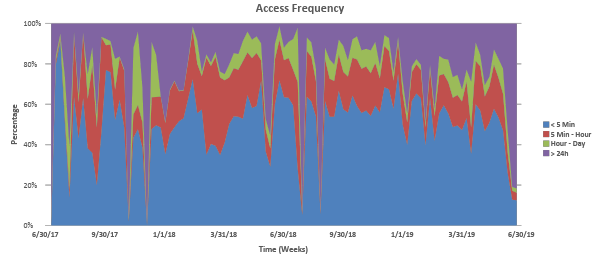 Access Frequency
100%
80%
60%
40%
20%
0%
Percentage
6/30/17
9/30/17
1/1/18
3/31/18
6/30/18
9/30/18
1/1/19
3/31/19
6/30/19
Time (Weeks)
< 5 Min
5 Min - Hour
Hour - Day
> 24h